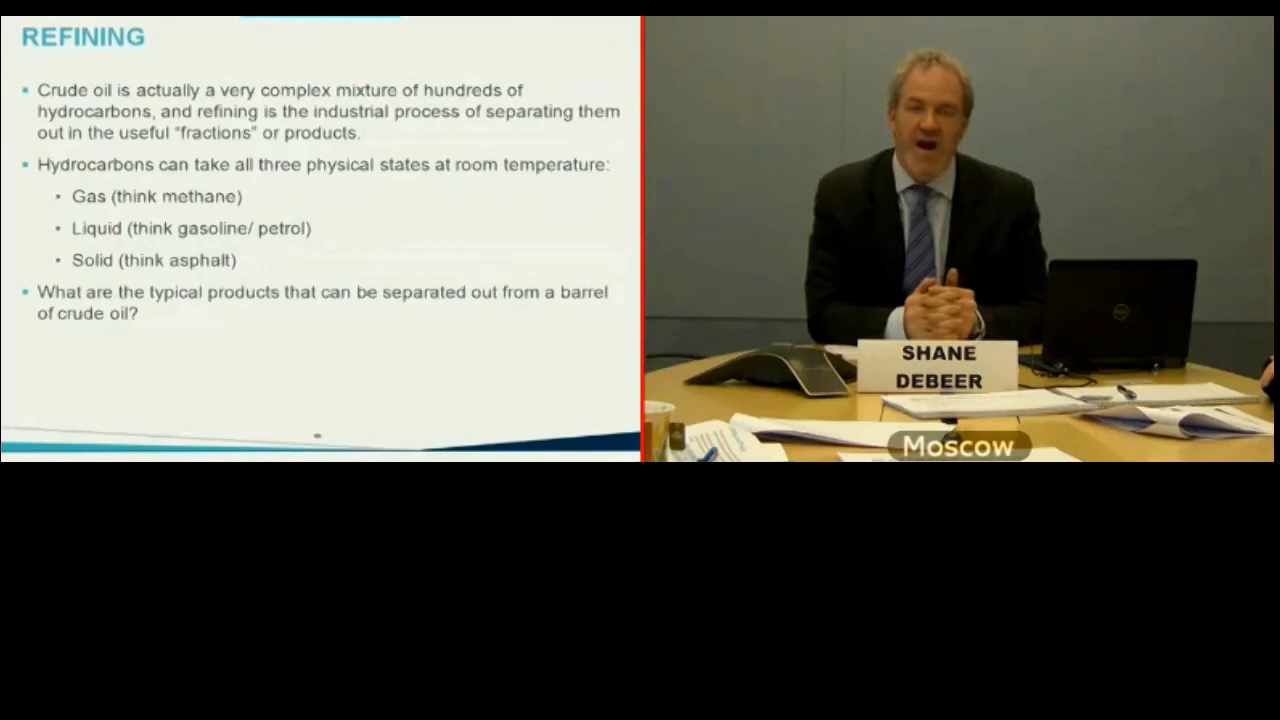 REFINING
Crude oil is actually a very complex mixture of hundreds of
hydrocarbons, and refining is the industrial process of separating them
out in the useful “fractions” or products.
Hydrocarbons can take all three physical states at room temperature:
Gas (think methane)
Liquid (think gasoline/ petrol)
Solid (think asphalt)
What are the typical products that can be separated out from a barrel
of crude oil?
SHANE
DEBEER
Moscow